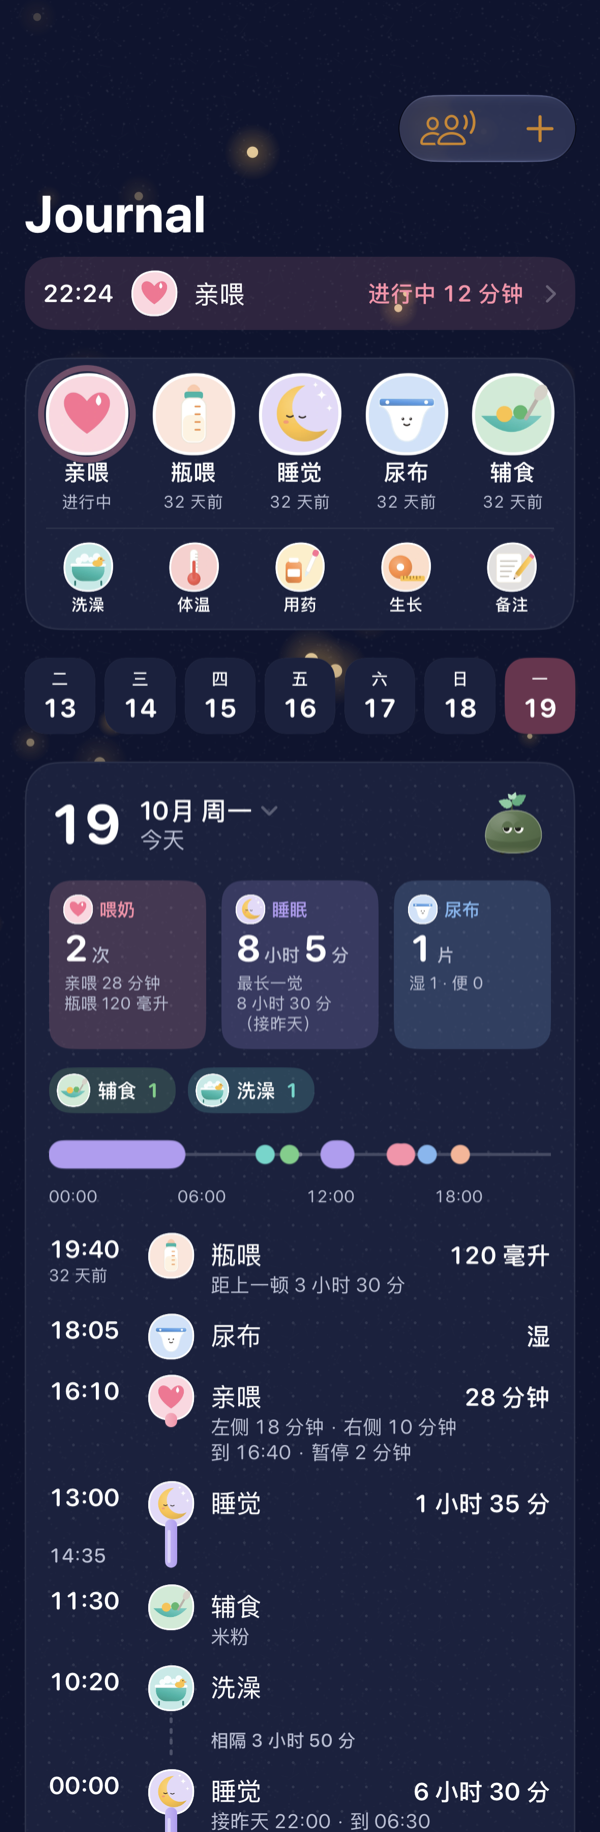 Journal
22:24 亲喂 进行中 12 分钟
亲喂 瓶喂 睡觉 尿布 辅食
进行中 32 天前 32 天前 32 天前 32 天前
洗澡 体温 用药 生长 备注
二 三 四 五 六 日 一
13 14 15 16 17 18 19
19 10月 周一
今天
喂奶
2 次
亲喂 28 分钟
瓶喂 120 毫升
睡眠
8 小时 5 分
最长一觉
8 小时 30 分
（接昨天）
尿布
1 片
湿 1 · 便 0
辅食 1 洗澡 1
00:00 06:00 12:00 18:00
19:40 瓶喂 120 毫升
32 天前 距上一顿 3 小时 30 分
18:05 尿布 湿
16:10 亲喂 28 分钟
左侧 18 分钟 · 右侧 10 分钟
到 16:40 · 暂停 2 分钟
13:00 睡觉 1 小时 35 分
14:35
11:30 辅食
米粉
10:20 洗澡
相隔 3 小时 50 分
00:00 睡觉 6 小时 30 分
接昨天 22:00 · 到 06:30